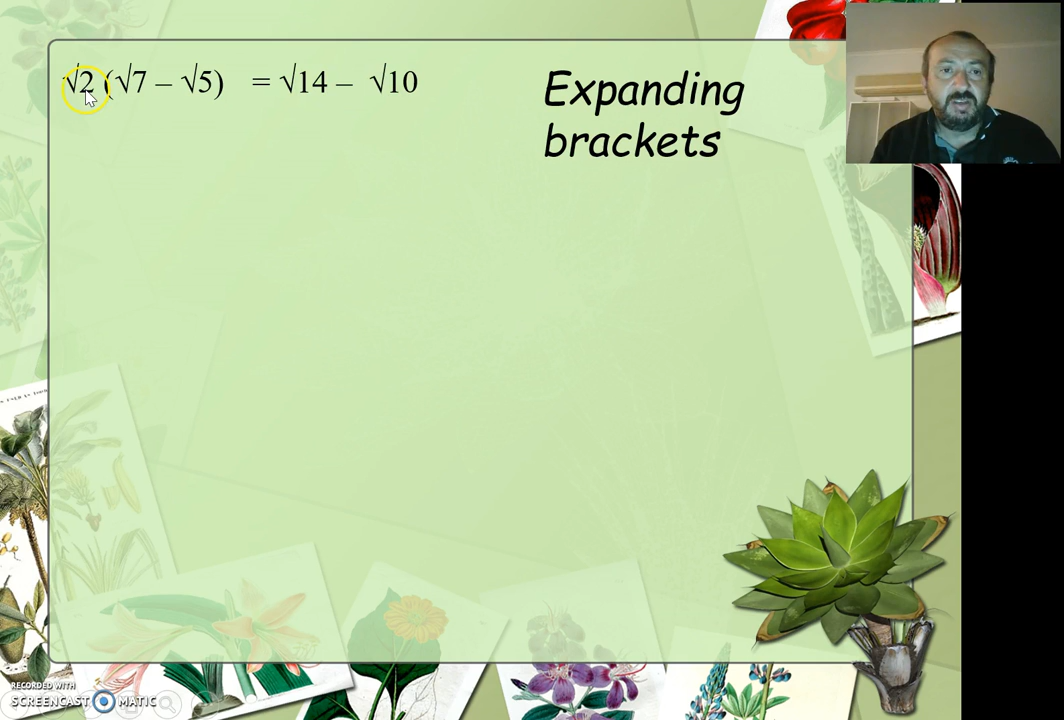 √2 (√7 – √5) = √14 – √10
Expanding
brackets
RECORDED WITH
SCREENCAST MATIC